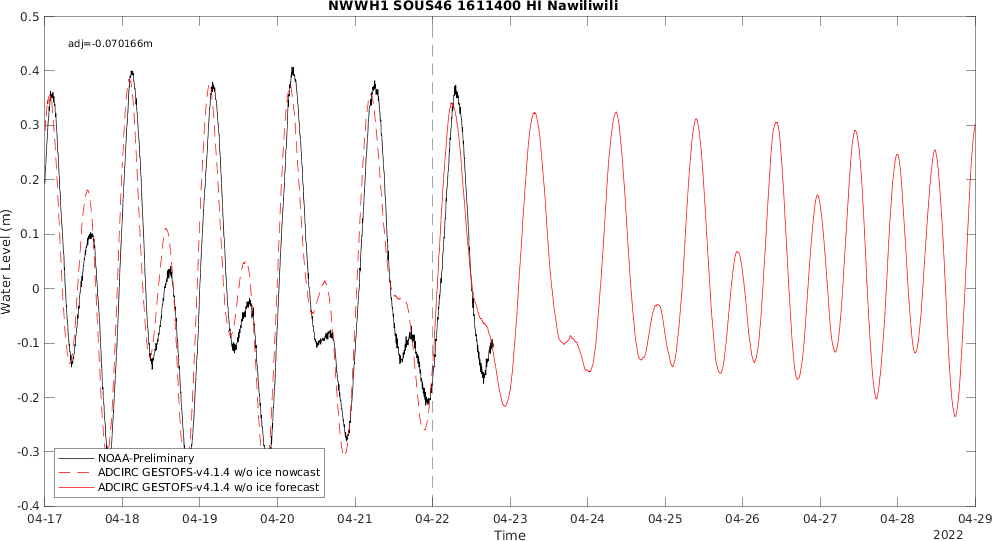 NWWH1 SOUS46 1611400 HI Nawiliwili
adj=-0.070166m
0.5
0.4
0.3
0.2
0.1
0
-0.1
-0.2
-0.3
-0.4
Water Level (m)
NOAA-Preliminary
ADCIRC GESTOFS-v4.1.4 w/o ice nowcast
ADCIRC GESTOFS-v4.1.4 w/o ice forecast
04-17 04-18 04-19 04-20 04-21 04-22 04-23 04-24 04-25 04-26 04-27 04-28 04-29
Time
2022